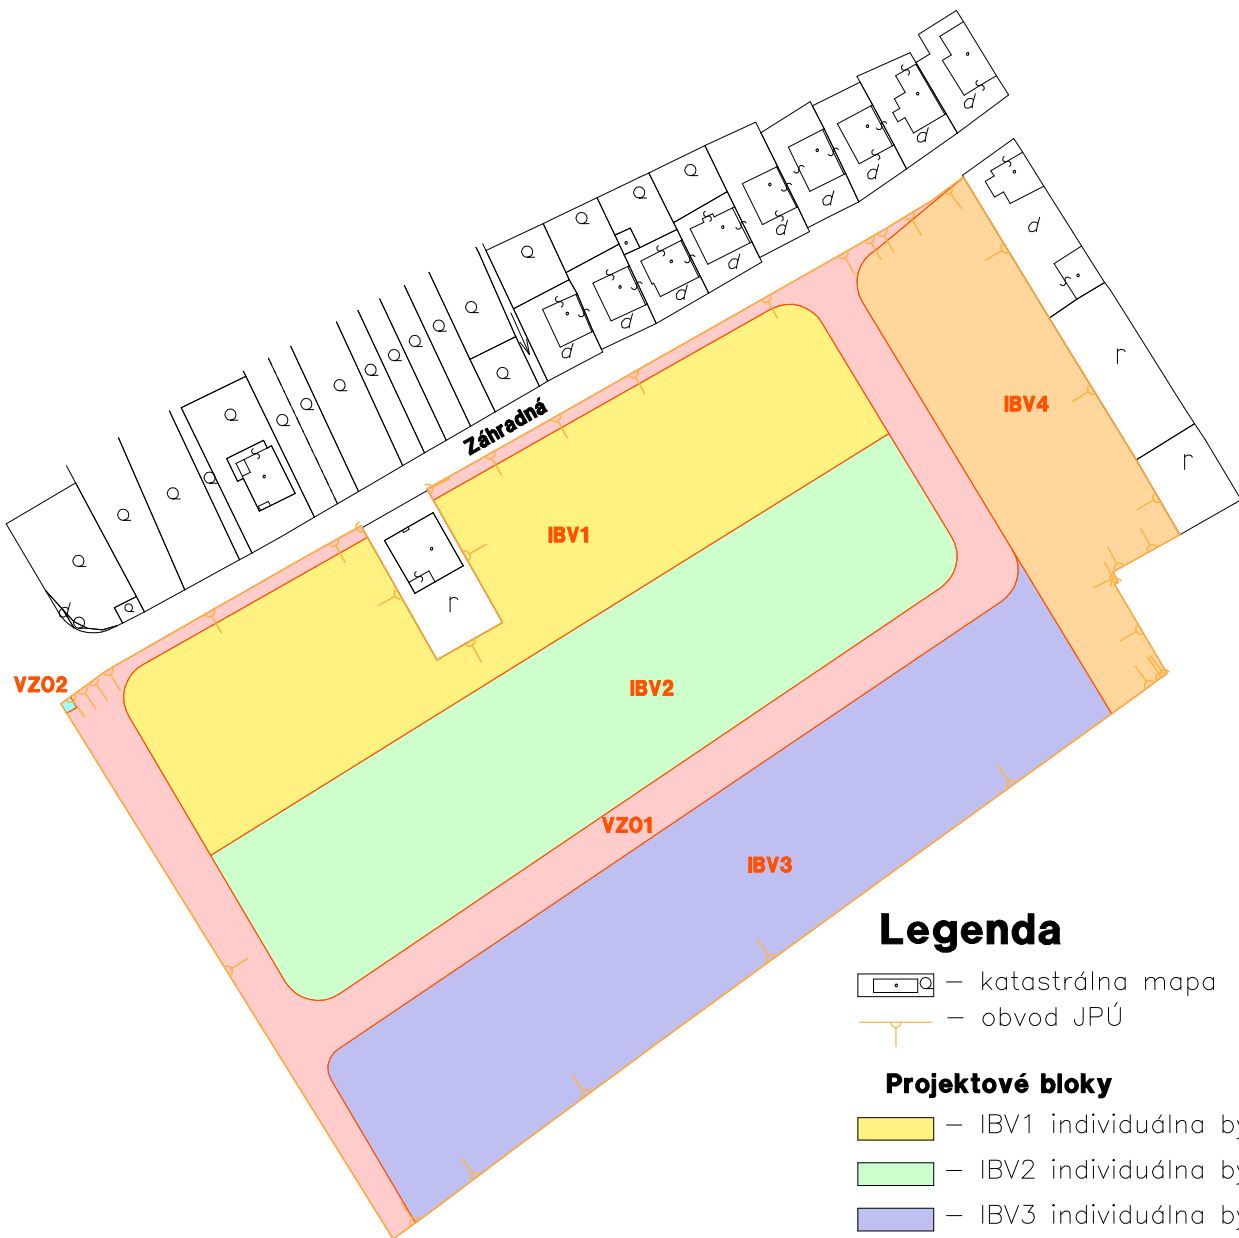 Záhradná
IBV4
IBV1
VZO2
IBV2
VZO1
IBV3
Legenda
– katastrálna mapa
– obvod JPÚ
Projektové bloky
– IBV1 individuálna
– IBV2 individuálna
– IBV3 individuálna
d
d
d
d
d
d
d
d
d
d
r
r
r